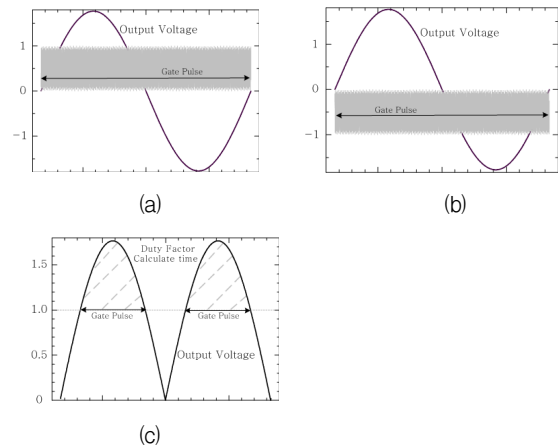 Output Voltage
1
Gate Pulse
0
−1
(a)
Output Voltage
1
0
Gate Pulse
−1
(b)
Duty Factor
Calculate time
1.5
1.0
Gate Pulse
Gate Pulse
0.5
Output Voltage
0
(c)